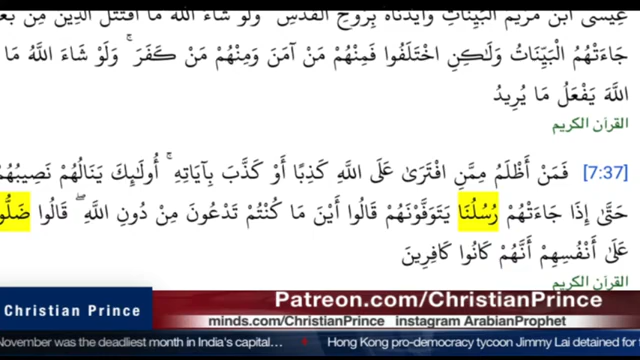 عِيسَى ابْنَ مَرْيَمَ الْبَيِّنَاتِ وَأَيَّدْنَاهُ بِرُوحِ الْقُدُسِ ۗ وَلَوْ شَاءَ اللَّهُ مَا اقْتَتَلَ الَّذِينَ مِنْ
جَاءَتْهُمُ الْبَيِّنَاتُ وَلَٰكِنِ اخْتَلَفُوا فَمِنْهُمْ مَنْ آمَنَ وَمِنْهُمْ مَنْ كَفَرَ ۚ وَلَوْ شَاءَ اللَّهُ مَا
اللَّهَ يَفْعَلُ مَا يُرِيدُ
القرآن الكريم
[7:37] فَمَنْ أَظْلَمُ مِمَّنِ افْتَرَىٰ عَلَى اللَّهِ كَذِبًا أَوْ كَذَّبَ بِآيَاتِهِ ۚ أُولَٰئِكَ يَنَالُهُمْ نَصِيبُهُمْ
حَتَّىٰ إِذَا جَاءَتْهُمْ رُسُلُنَا يَتَوَفَّوْنَهُمْ قَالُوا أَيْنَ مَا كُنْتُمْ تَدْعُونَ مِنْ دُونِ اللَّهِ ۖ قَالُوا ضَلُّو
عَلَىٰ أَنْفُسِهِمْ أَنَّهُمْ كَانُوا كَافِرِينَ
القرآن الكريم
Christian Prince
Patreon.com/ChristianPrince
minds.com/ChristianPrince instagram ArabianProphet
November was the deadliest month in India's capital... Hong Kong pro-democracy tycoon Jimmy Lai detained for